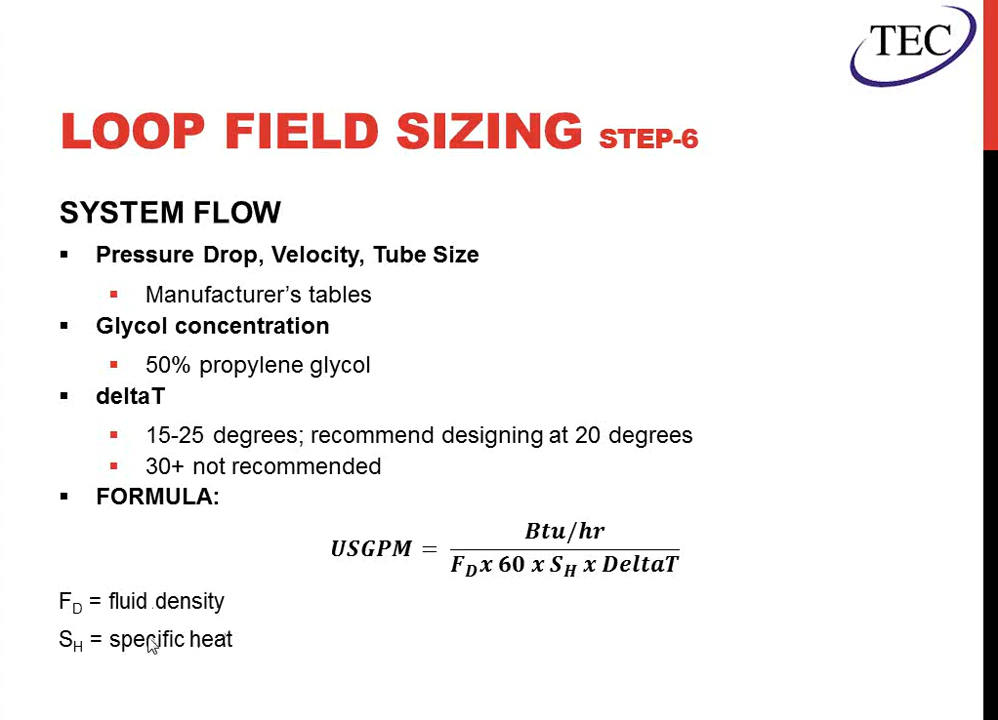 TEC
LOOP FIELD SIZING STEP-6
SYSTEM FLOW
▪ Pressure Drop, Velocity, Tube Size
▪ Manufacturer's tables
▪ Glycol concentration
▪ 50% propylene glycol
▪ deltaT
▪ 15-25 degrees; recommend designing at 20 degrees
▪ 30+ not recommended
▪ FORMULA:
USGPM = Btu/hr
F_D x 60 x S_H x DeltaT
F_D = fluid density
S_H = specific heat